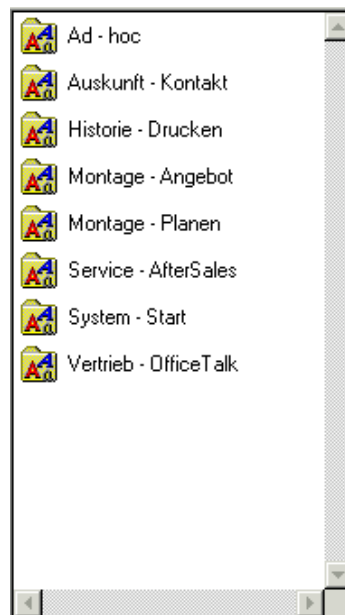 Ad - hoc
Auskunft - Kontakt
Historie - Drucken
Montage - Angebot
Montage - Planen
Service - AfterSales
System - Start
Vertrieb - OfficeTalk